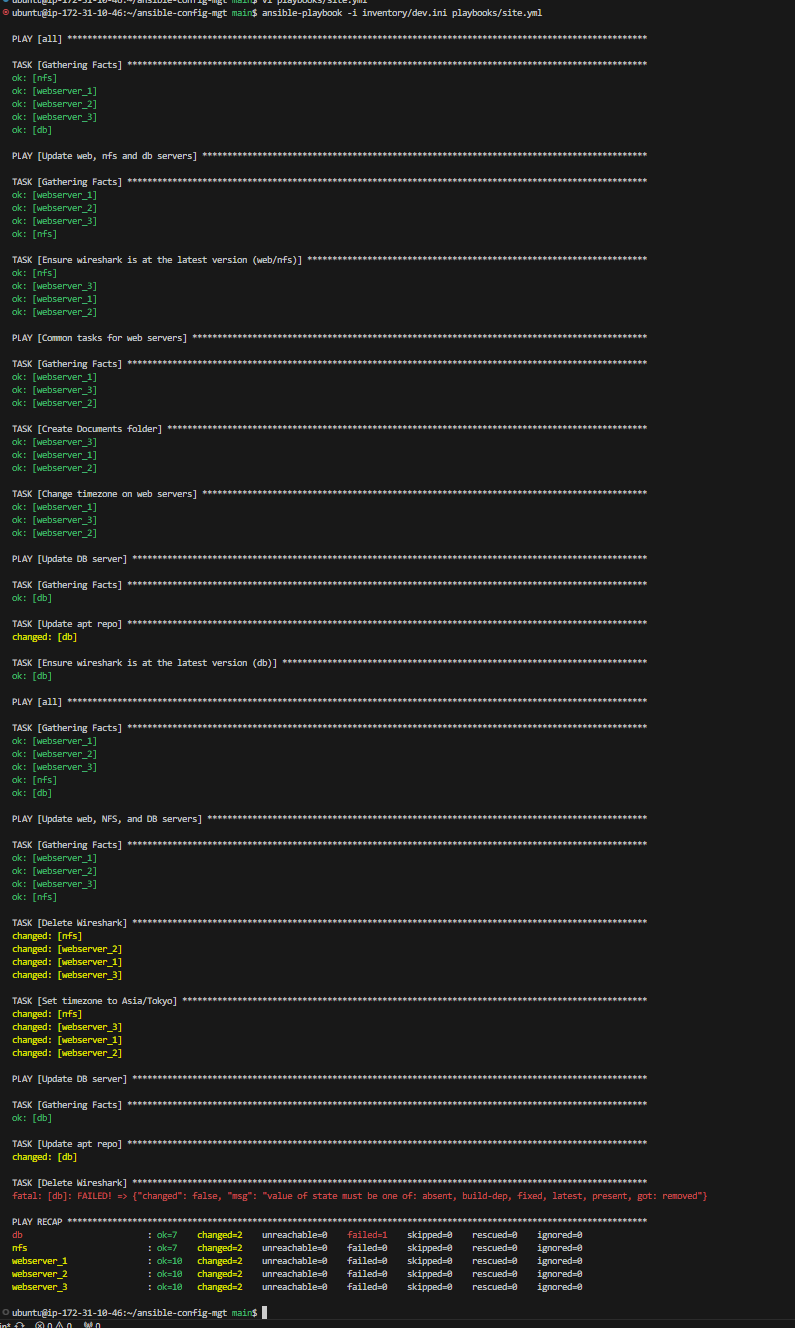 ubuntu@ip-172-31-10-46:~/ansible-config-mgt main$ vi playbooks/site.yml
ubuntu@ip-172-31-10-46:~/ansible-config-mgt main$ ansible-playbook -i inventory/dev.ini playbooks/site.yml
PLAY [all] ********************************************************************************************************************
TASK [Gathering Facts] ********************************************************************************************************
ok: [nfs]
ok: [webserver_1]
ok: [webserver_2]
ok: [webserver_3]
ok: [db]
PLAY [Update web, nfs and db servers] *****************************************************************************************
TASK [Gathering Facts] ********************************************************************************************************
ok: [webserver_1]
ok: [webserver_2]
ok: [webserver_3]
ok: [nfs]
TASK [Ensure wireshark is at the latest version (web/nfs)] ********************************************************************
ok: [nfs]
ok: [webserver_3]
ok: [webserver_1]
ok: [webserver_2]
PLAY [Common tasks for web servers] *******************************************************************************************
TASK [Gathering Facts] ********************************************************************************************************
ok: [webserver_1]
ok: [webserver_3]
ok: [webserver_2]
TASK [Create Documents folder] ************************************************************************************************
ok: [webserver_3]
ok: [webserver_1]
ok: [webserver_2]
TASK [Change timezone on web servers] *****************************************************************************************
ok: [webserver_1]
ok: [webserver_3]
ok: [webserver_2]
PLAY [Update DB server] *******************************************************************************************************
TASK [Gathering Facts] ********************************************************************************************************
ok: [db]
TASK [Update apt repo] ********************************************************************************************************
changed: [db]
TASK [Ensure wireshark is at the latest version (db)] *************************************************************************
ok: [db]
PLAY [all] ********************************************************************************************************************
TASK [Gathering Facts] ********************************************************************************************************
ok: [webserver_1]
ok: [webserver_2]
ok: [webserver_3]
ok: [nfs]
ok: [db]
PLAY [Update web, NFS, and DB servers] ****************************************************************************************
TASK [Gathering Facts] ********************************************************************************************************
ok: [webserver_1]
ok: [webserver_2]
ok: [webserver_3]
ok: [nfs]
TASK [Delete Wireshark] *******************************************************************************************************
changed: [nfs]
changed: [webserver_2]
changed: [webserver_1]
changed: [webserver_3]
TASK [Set timezone to Asia/Tokyo] *********************************************************************************************
changed: [nfs]
changed: [webserver_3]
changed: [webserver_1]
changed: [webserver_2]
PLAY [Update DB server] *******************************************************************************************************
TASK [Gathering Facts] ********************************************************************************************************
ok: [db]
TASK [Update apt repo] ********************************************************************************************************
changed: [db]
TASK [Delete Wireshark] *******************************************************************************************************
fatal: [db]: FAILED! => {"changed": false, "msg": "value of state must be one of: absent, build-dep, fixed, latest, present, got: removed"}
PLAY RECAP ********************************************************************************************************************
db : ok=7 changed=2 unreachable=0 failed=1 skipped=0 rescued=0 ignored=0
nfs : ok=7 changed=2 unreachable=0 failed=0 skipped=0 rescued=0 ignored=0
webserver_1 : ok=10 changed=2 unreachable=0 failed=0 skipped=0 rescued=0 ignored=0
webserver_2 : ok=10 changed=2 unreachable=0 failed=0 skipped=0 rescued=0 ignored=0
webserver_3 : ok=10 changed=2 unreachable=0 failed=0 skipped=0 rescued=0 ignored=0
ubuntu@ip-172-31-10-46:~/ansible-config-mgt main$
0 0 0